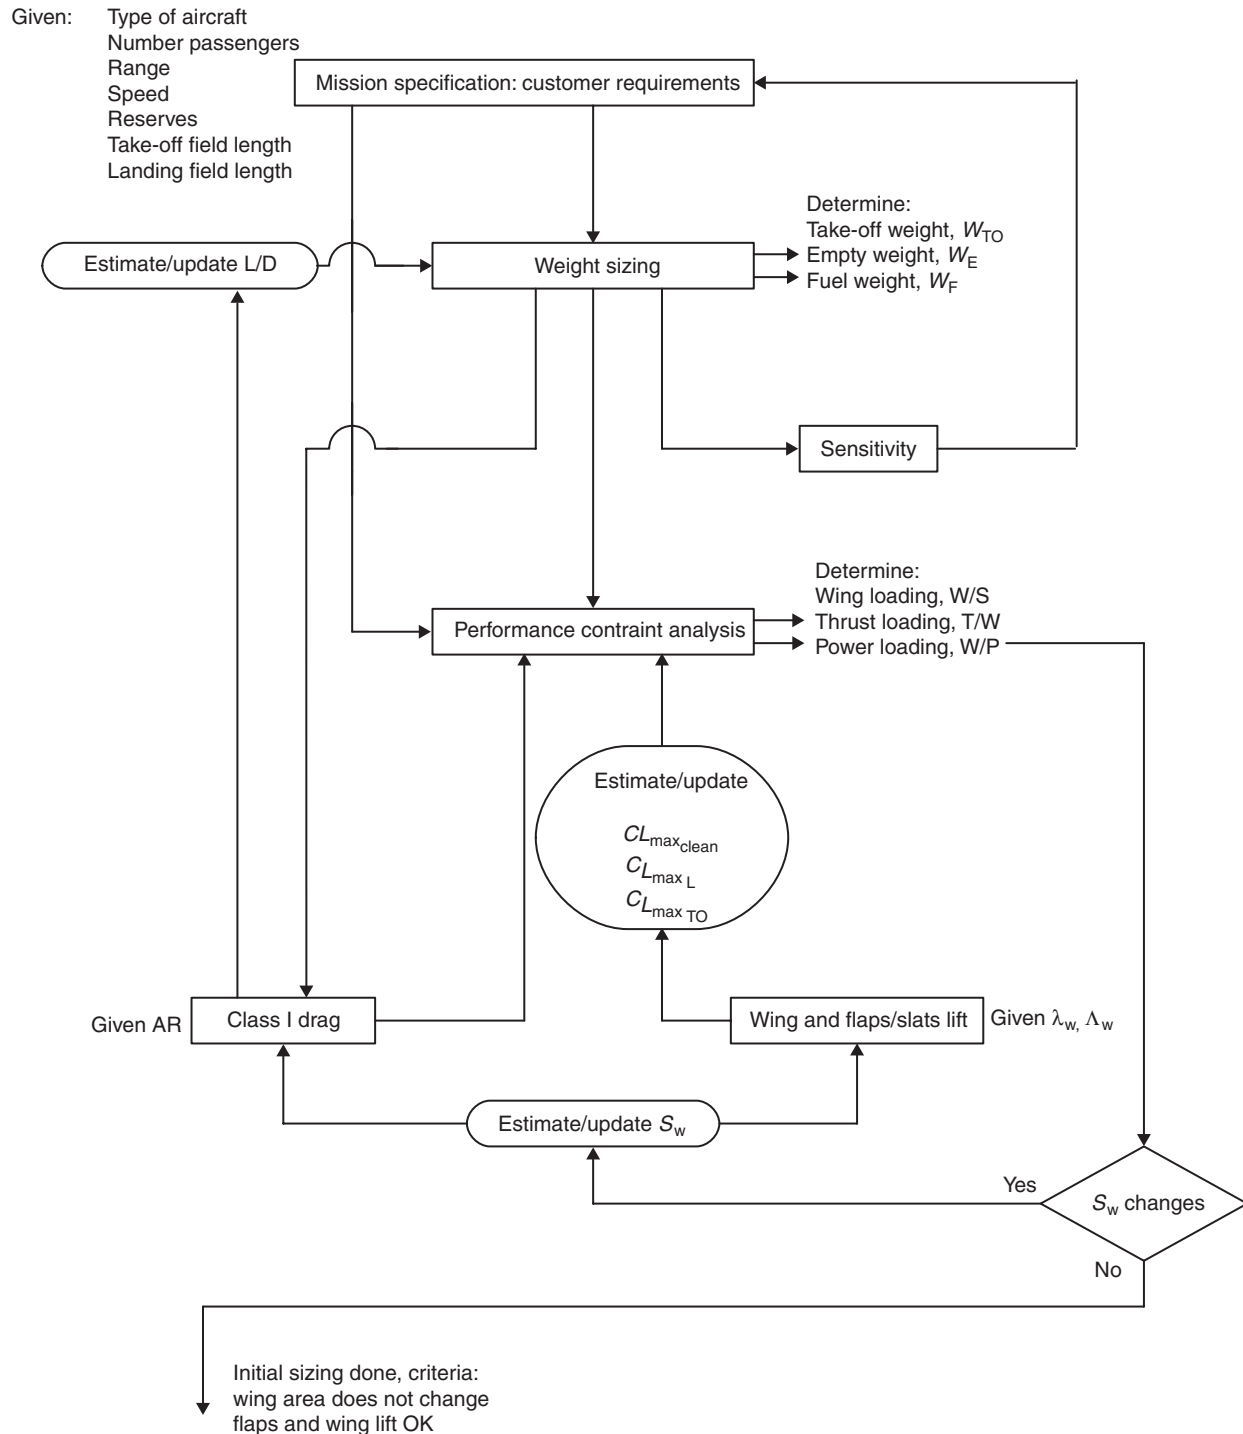 Given: Type of aircraft
Number passengers
Range
Speed
Reserves
Take-off field length
Landing field length
Mission specification: customer requirements
Determine:
Take-off weight, W_TO
Empty weight, W_E
Fuel weight, W_F
Estimate/update L/D
Weight sizing
Sensitivity
Determine:
Wing loading, W/S
Thrust loading, T/W
Power loading, W/P
Performance contraint analysis
Estimate/update
CL_max_clean
C_L_max L
C_L_max TO
Given AR
Class I drag
Wing and flaps/slats lift
Given λ_w, Λ_w
Estimate/update S_w
Yes
S_w changes
No
Initial sizing done, criteria:
wing area does not change
flaps and wing lift OK